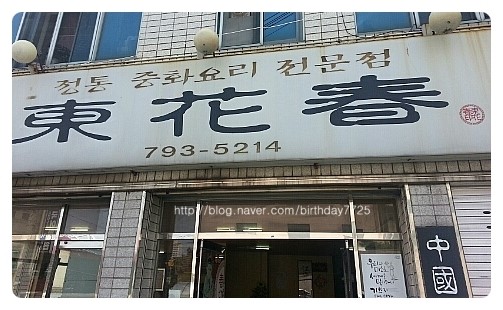 전통 중화요리 전문점
東花春
793-5214
http://blog.naver.com/birthday7725
中國